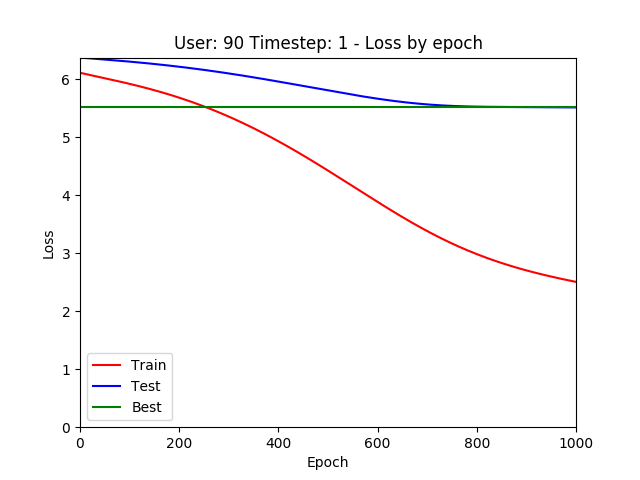 User: 90 Timestep: 1 - Loss by epoch
6
5
4
3
2
1
0
Loss
Train
Test
Best
0 200 400 600 800 1000
Epoch